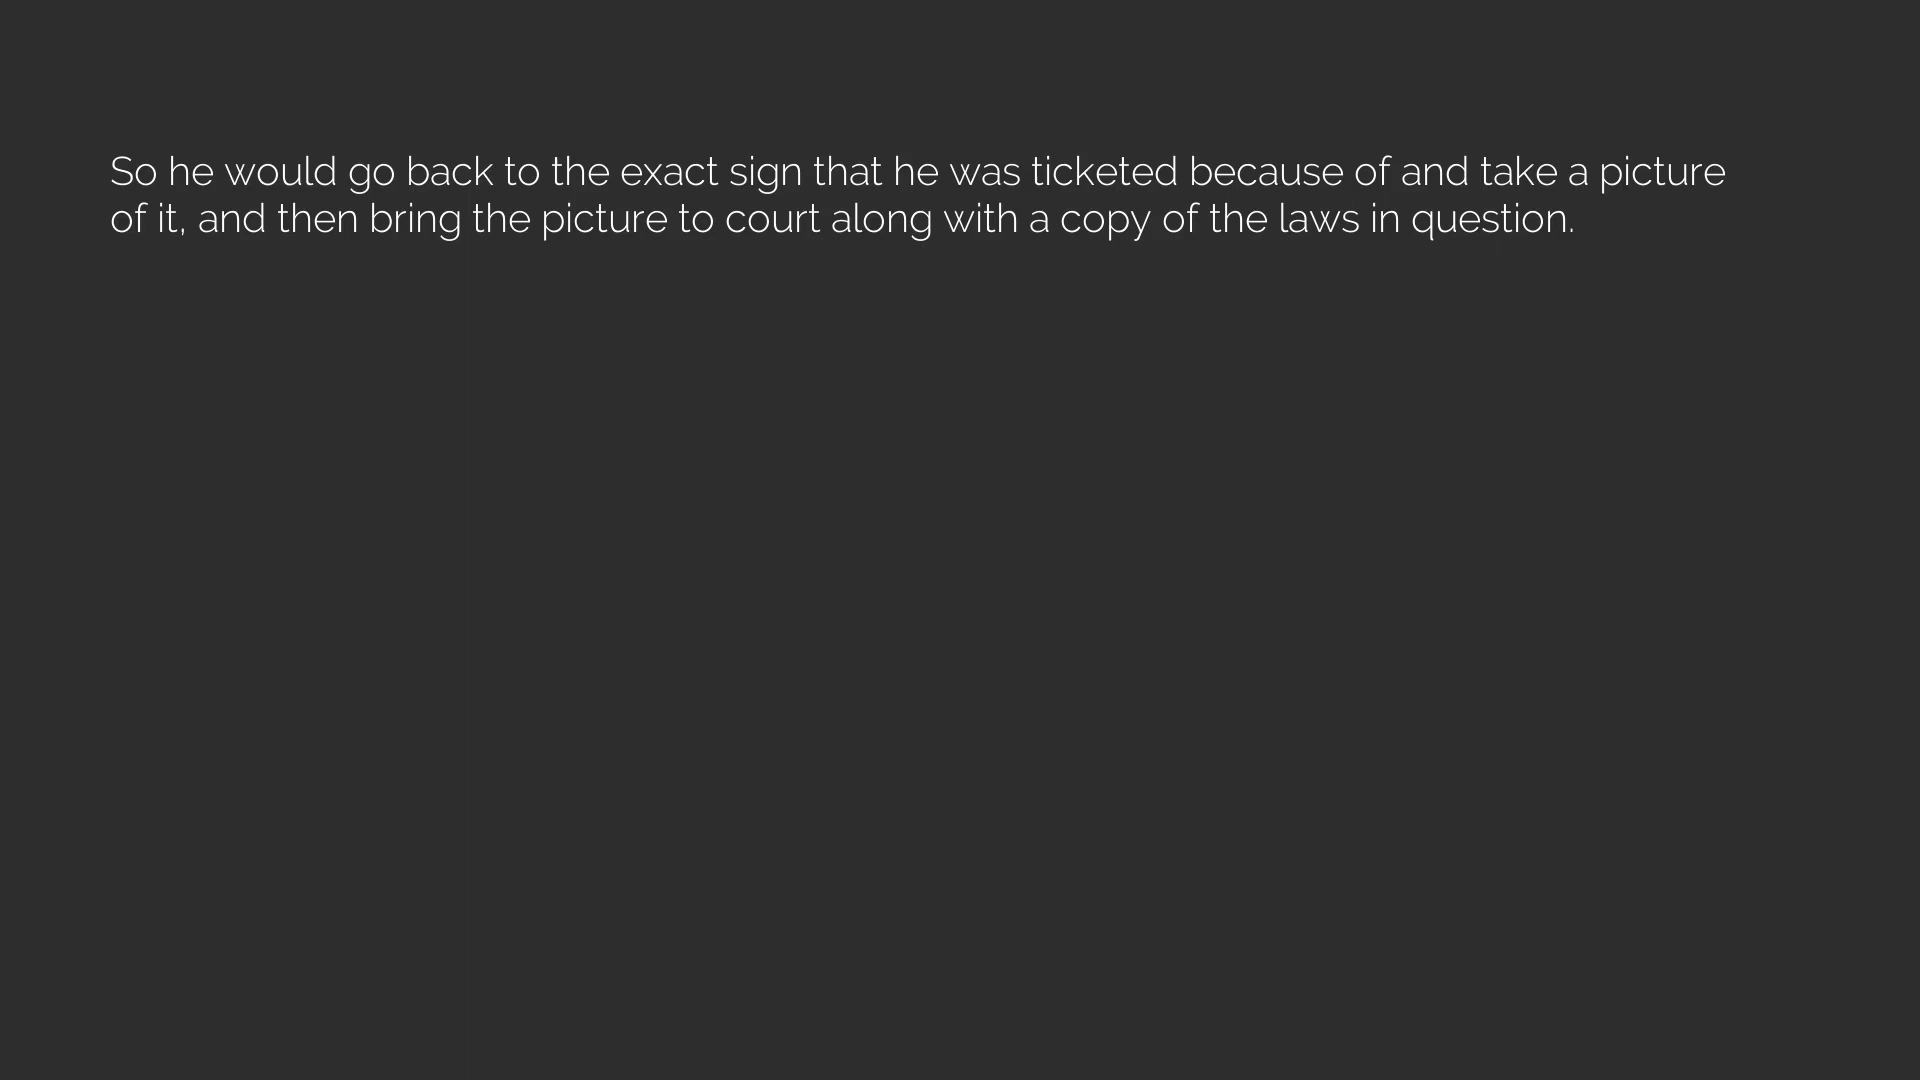 So he would go back to the exact sign that he was ticketed because of and take a picture
of it, and then bring the picture to court along with a copy of the laws in question.